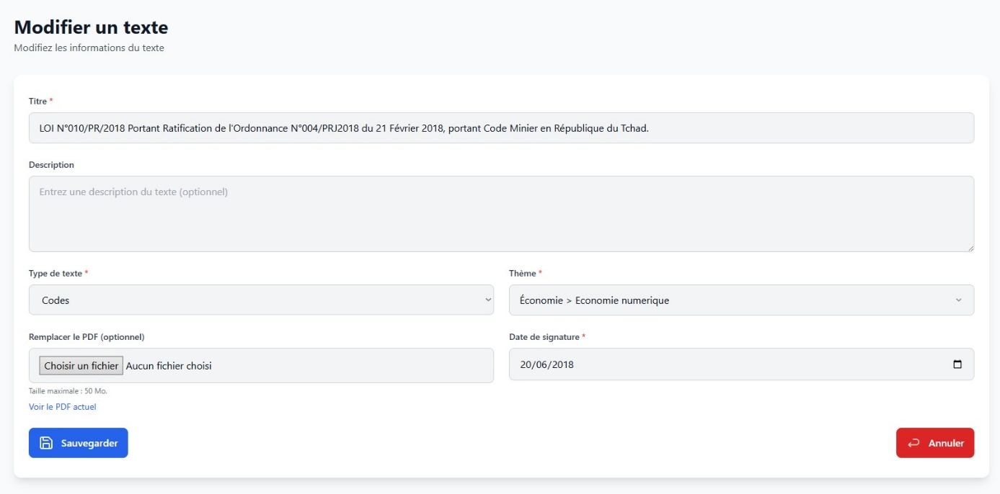 Modifier un texte
Modifiez les informations du texte
Titre *
LOI N°010/PR/2018 Portant Ratification de l'Ordonnance N°004/PRJ2018 du 21 Février 2018, portant Code Minier en République du Tchad.
Description
Entrez une description du texte (optionnel)
Type de texte *
Thème *
Codes
Économie > Economie numerique
Remplacer le PDF (optionnel)
Date de signature *
Choisir un fichier Aucun fichier choisi
20/06/2018
Taille maximale : 50 Mo.
Voir le PDF actuel
Sauvegarder
Annuler